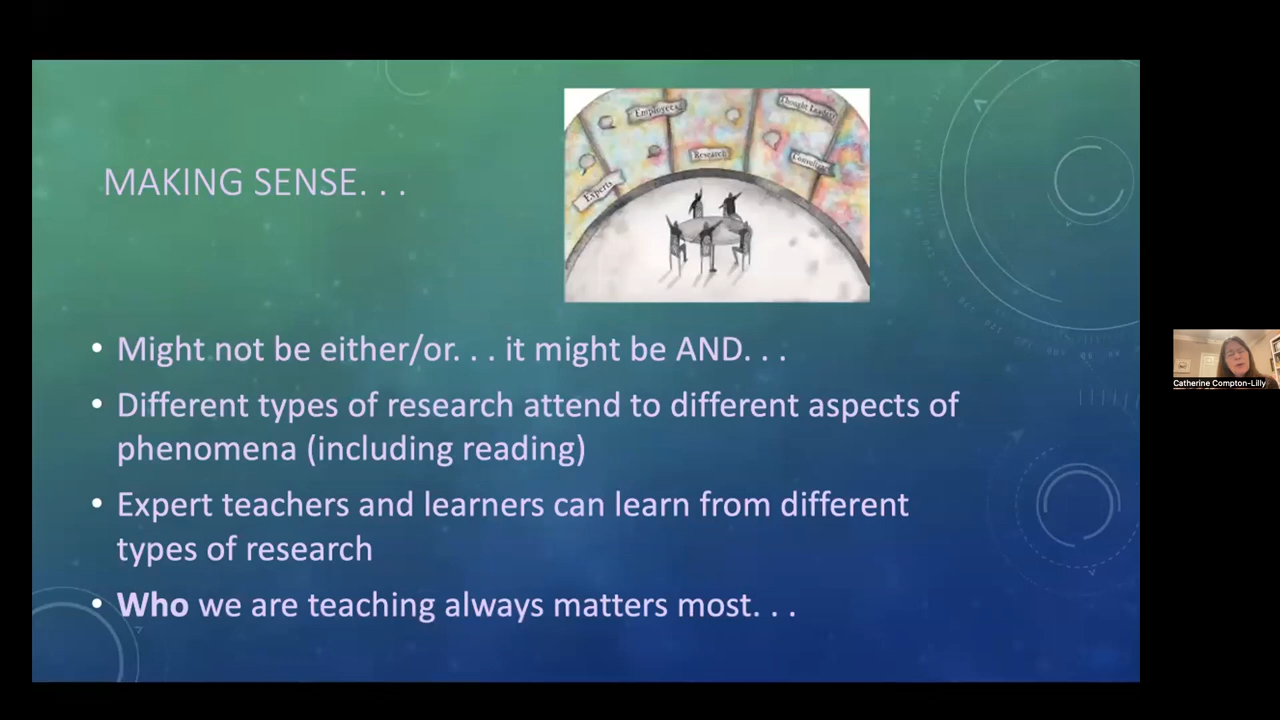 MAKING SENSE. . .
Employees
Thought Leaders
Research
Experts
• Might not be either/or. . . it might be AND. . .
• Different types of research attend to different aspects of
phenomena (including reading)
• Expert teachers and learners can learn from different
types of research
• Who we are teaching always matters most. . .
Catherine Compton-Lilly